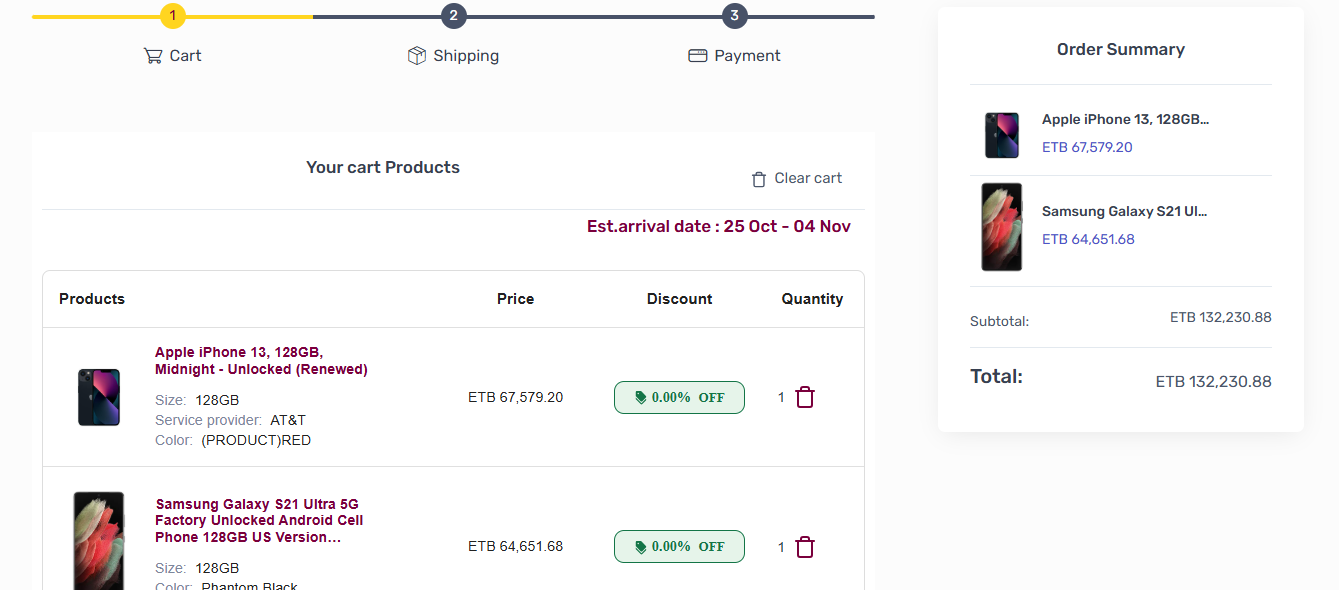 1
2
3
Cart
Shipping
Payment
Your cart Products
Clear cart
Est.arrival date : 25 Oct - 04 Nov
Products Price Discount Quantity
Apple iPhone 13, 128GB,
Midnight - Unlocked (Renewed)
Size: 128GB
Service provider: AT&T
Color: (PRODUCT)RED
ETB 67,579.20
0.00% OFF
1
Samsung Galaxy S21 Ultra 5G
Factory Unlocked Android Cell
Phone 128GB US Version...
Size: 128GB
Color: Phantom Black
ETB 64,651.68
0.00% OFF
1
Order Summary
Apple iPhone 13, 128GB...
ETB 67,579.20
Samsung Galaxy S21 Ul...
ETB 64,651.68
Subtotal: ETB 132,230.88
Total: ETB 132,230.88